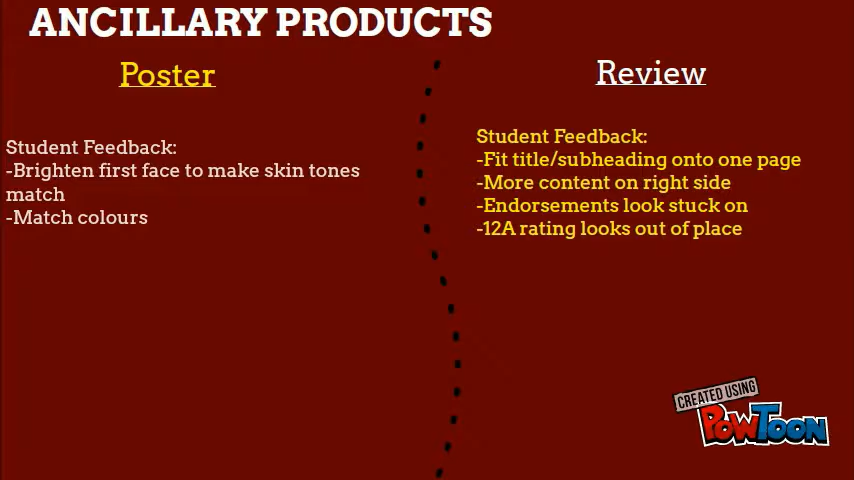 ANCILLARY PRODUCTS
Poster
Student Feedback:
-Brighten first face to make skin tones
match
-Match colours
Review
Student Feedback:
-Fit title/subheading onto one page
-More content on right side
-Endorsements look stuck on
-12A rating looks out of place
CREATED USING
POWTOON